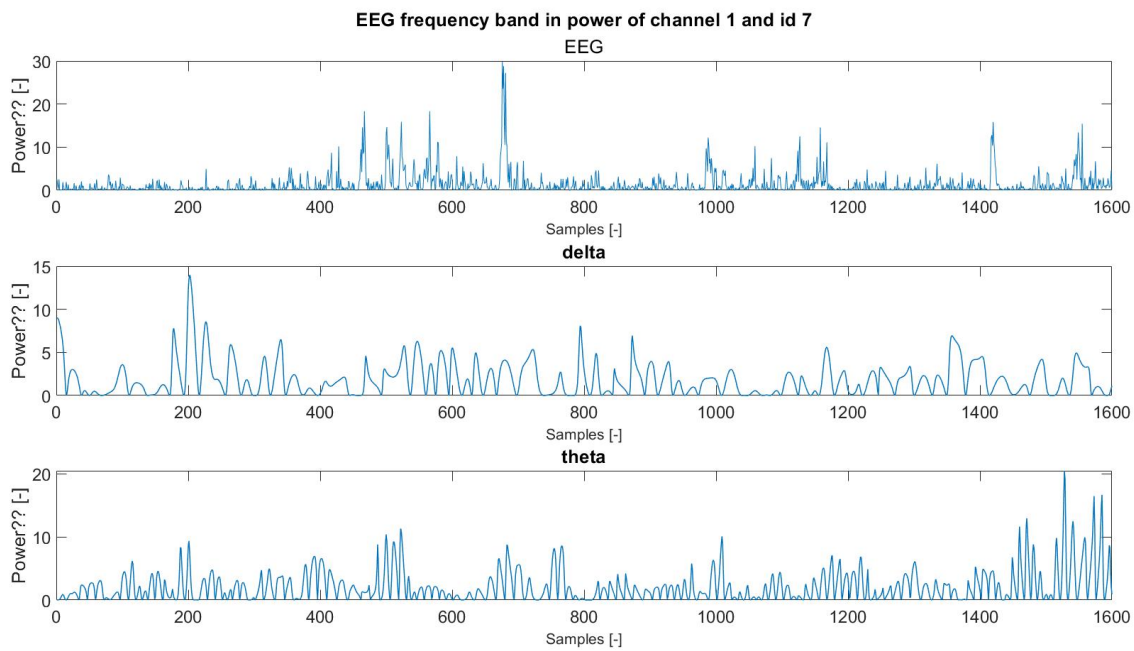 EEG frequency band in power of channel 1 and id 7
EEG
Power?? [-]
30
20
10
0
0 200 400 600 800 1000 1200 1400 1600
Samples [-]
delta
Power?? [-]
15
10
5
0
0 200 400 600 800 1000 1200 1400 1600
Samples [-]
theta
Power?? [-]
20
10
0
0 200 400 600 800 1000 1200 1400 1600
Samples [-]